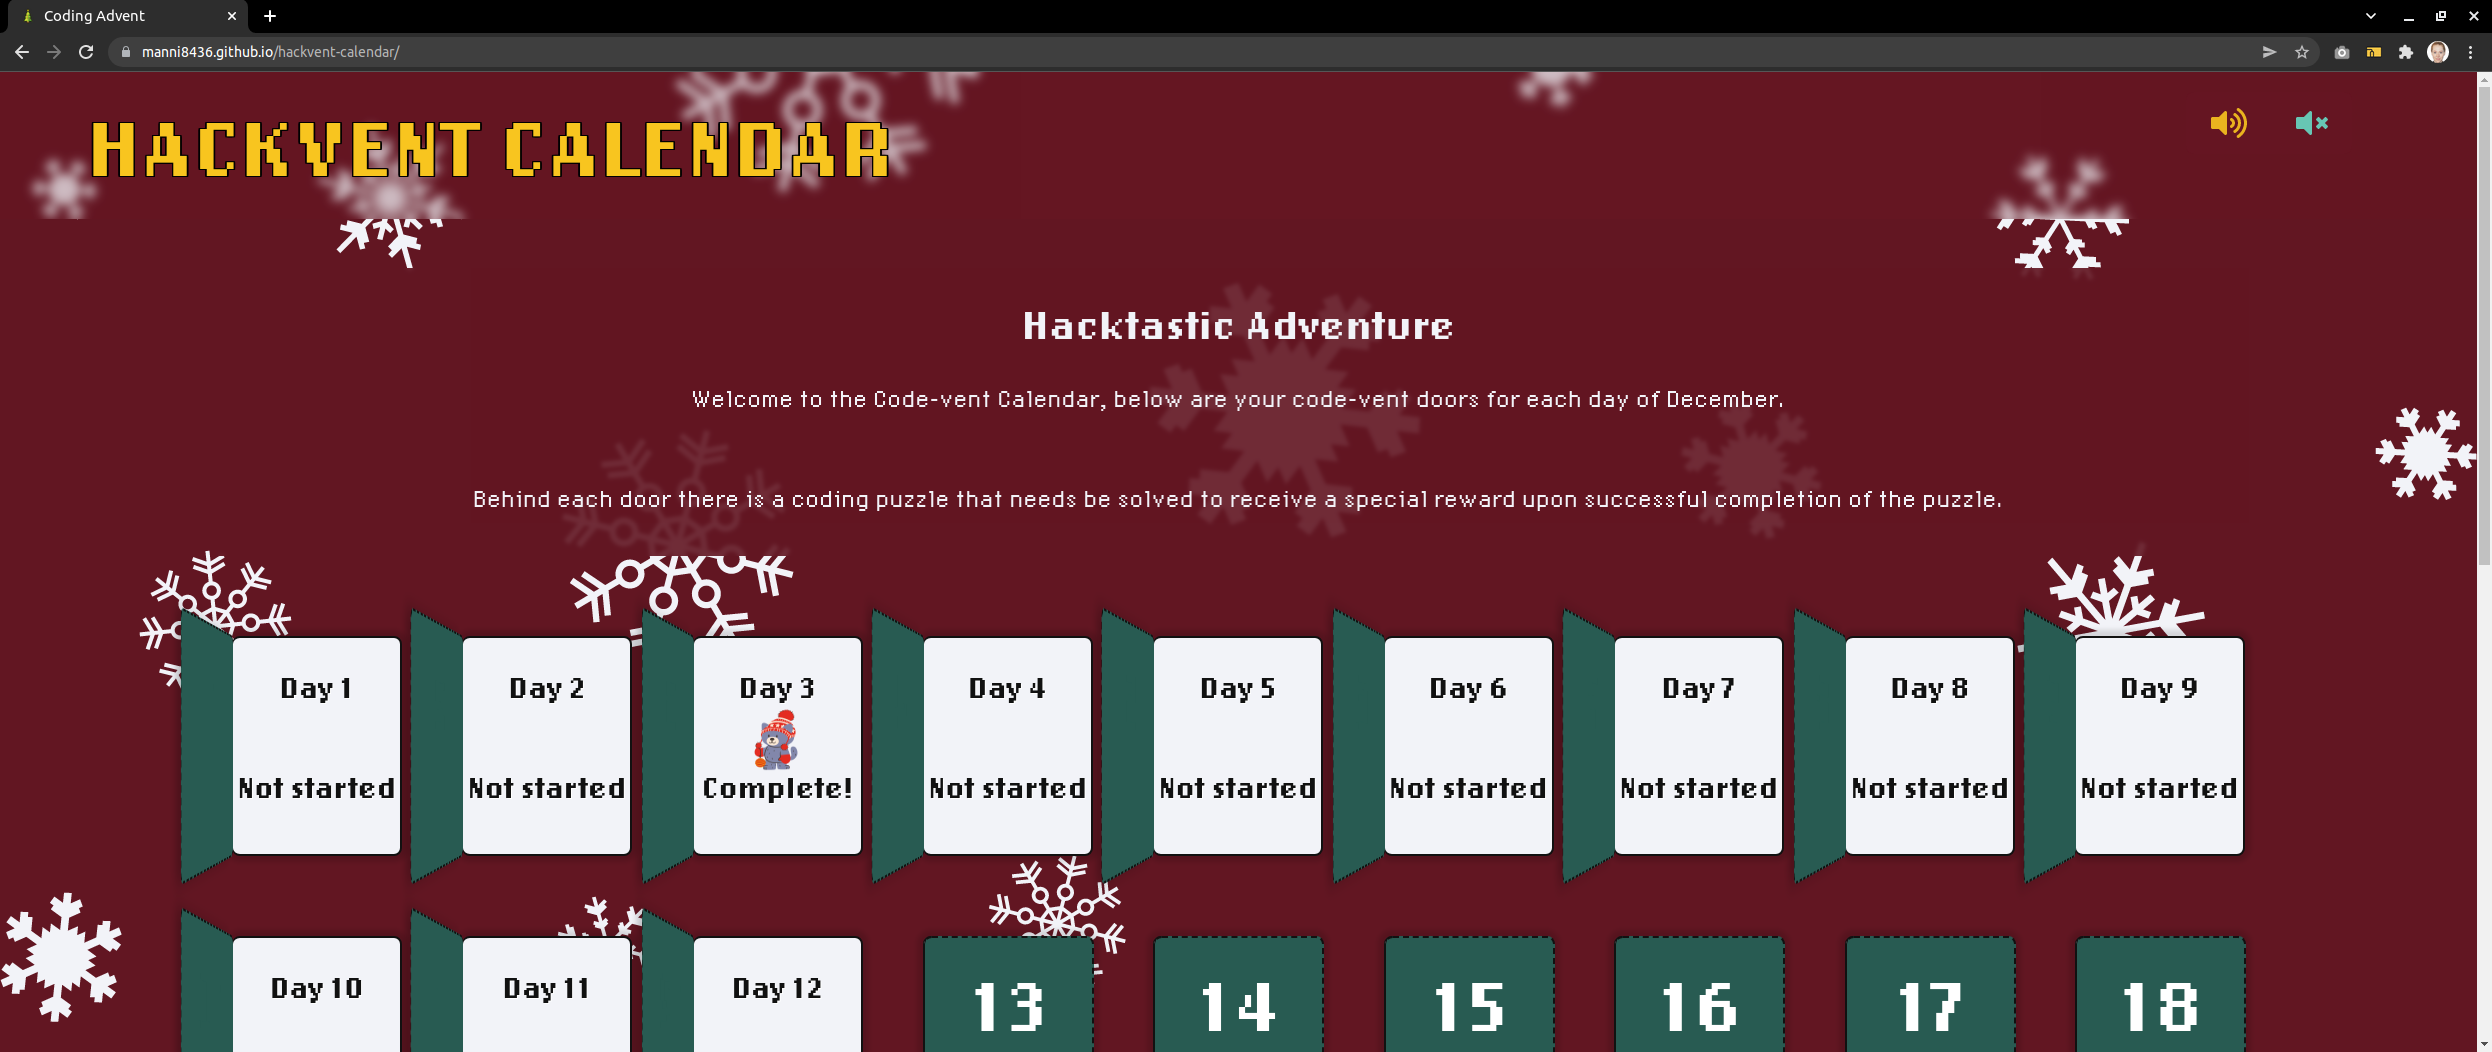 Coding Advent
manni8436.github.io/hackvent-calendar/
HACKVENT CALENDAR
Hacktastic Adventure
Welcome to the Code-vent Calendar, below are your code-vent doors for each day of December.
Behind each door there is a coding puzzle that needs be solved to receive a special reward upon successful completion of the puzzle.
Day 1
Not started
Day 2
Not started
Day 3
Complete!
Day 4
Not started
Day 5
Not started
Day 6
Not started
Day 7
Not started
Day 8
Not started
Day 9
Not started
Day 10
Day 11
Day 12
13
14
15
16
17
18